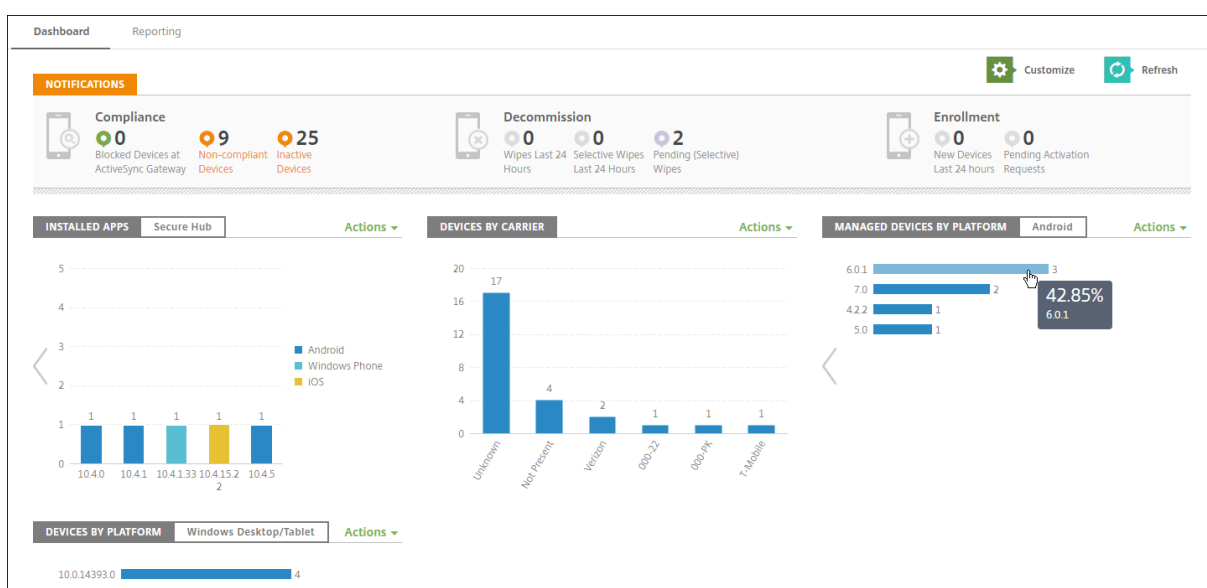 Dashboard Reporting
Customize Refresh
NOTIFICATIONS
Compliance
0 9 25
Blocked Devices at Non-compliant Inactive
ActiveSync Gateway Devices Devices
Decommission
0 0 2
Wipes Last 24 Selective Wipes Pending (Selective)
Hours Last 24 Hours Wipes
Enrollment
0 0
New Devices Pending Activation
Last 24 hours Requests
INSTALLED APPS Secure Hub Actions
5
4
3
2
1
0
1 1 1 1 1
10.4.0 10.4.1 10.4.1.33 10.4.15.2 10.4.5
2
Android
Windows Phone
iOS
DEVICES BY CARRIER Actions
20
16
12
8
4
0
17 4 2 1 1 1
Unknown
Not Present
Verizon
000-22
000-PK
T-Mobile
MANAGED DEVICES BY PLATFORM Android Actions
6.0.1 3
7.0 2
4.2.2 1
5.0 1
42.85%
6.0.1
DEVICES BY PLATFORM Windows Desktop/Tablet Actions
10.0.14393.0 4